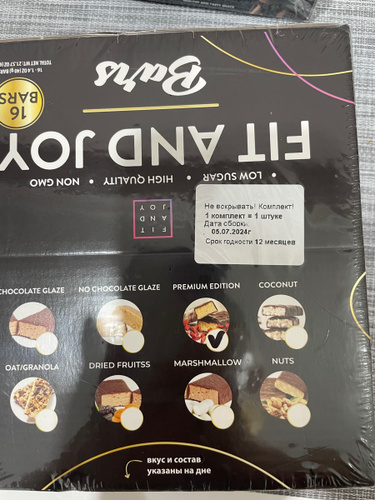 Bars
16
BARS
FIT AND JOY
• LOW SUGAR • HIGH QUALITY • NON GMO
FIT
AND
JOY
Не вскрывать! Комплект!
1 комплект = 1 штуке
Дата сборки:
05.07.2024г
Срок годности 12 месяцев
CHOCOLATE GLAZE
NO CHOCOLATE GLAZE
PREMIUM EDITION
COCONUT
OAT/GRANOLA
DRIED FRUITSS
MARSHMALLOW
NUTS
вкус и состав
указаны на дне